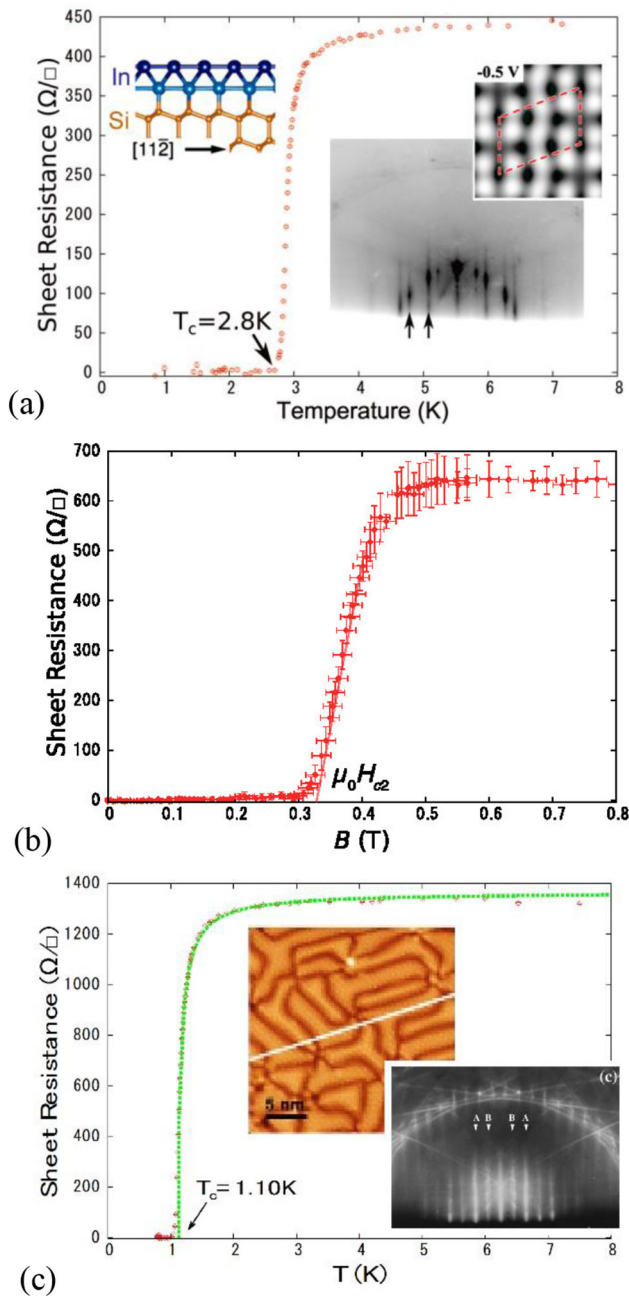 450
400
350
300
250
200
150
100
50
0
Sheet Resistance (Ω/□)
In
Si
[112̄]
-0.5 V
T_c=2.8K
0 1 2 3 4 5 6 7 8
Temperature (K)
(a)
700
600
500
400
300
200
100
0
Sheet Resistance (Ω/□)
μ₀H_c2
0.0 0.1 0.2 0.3 0.4 0.5 0.6 0.7 0.8
B (T)
(b)
1400
1200
1000
800
600
400
200
0
Sheet Resistance (Ω/□)
5 nm
(c)
A B B A
T_c=1.10K
0 1 2 3 4 5 6 7 8
T(K)
(c)